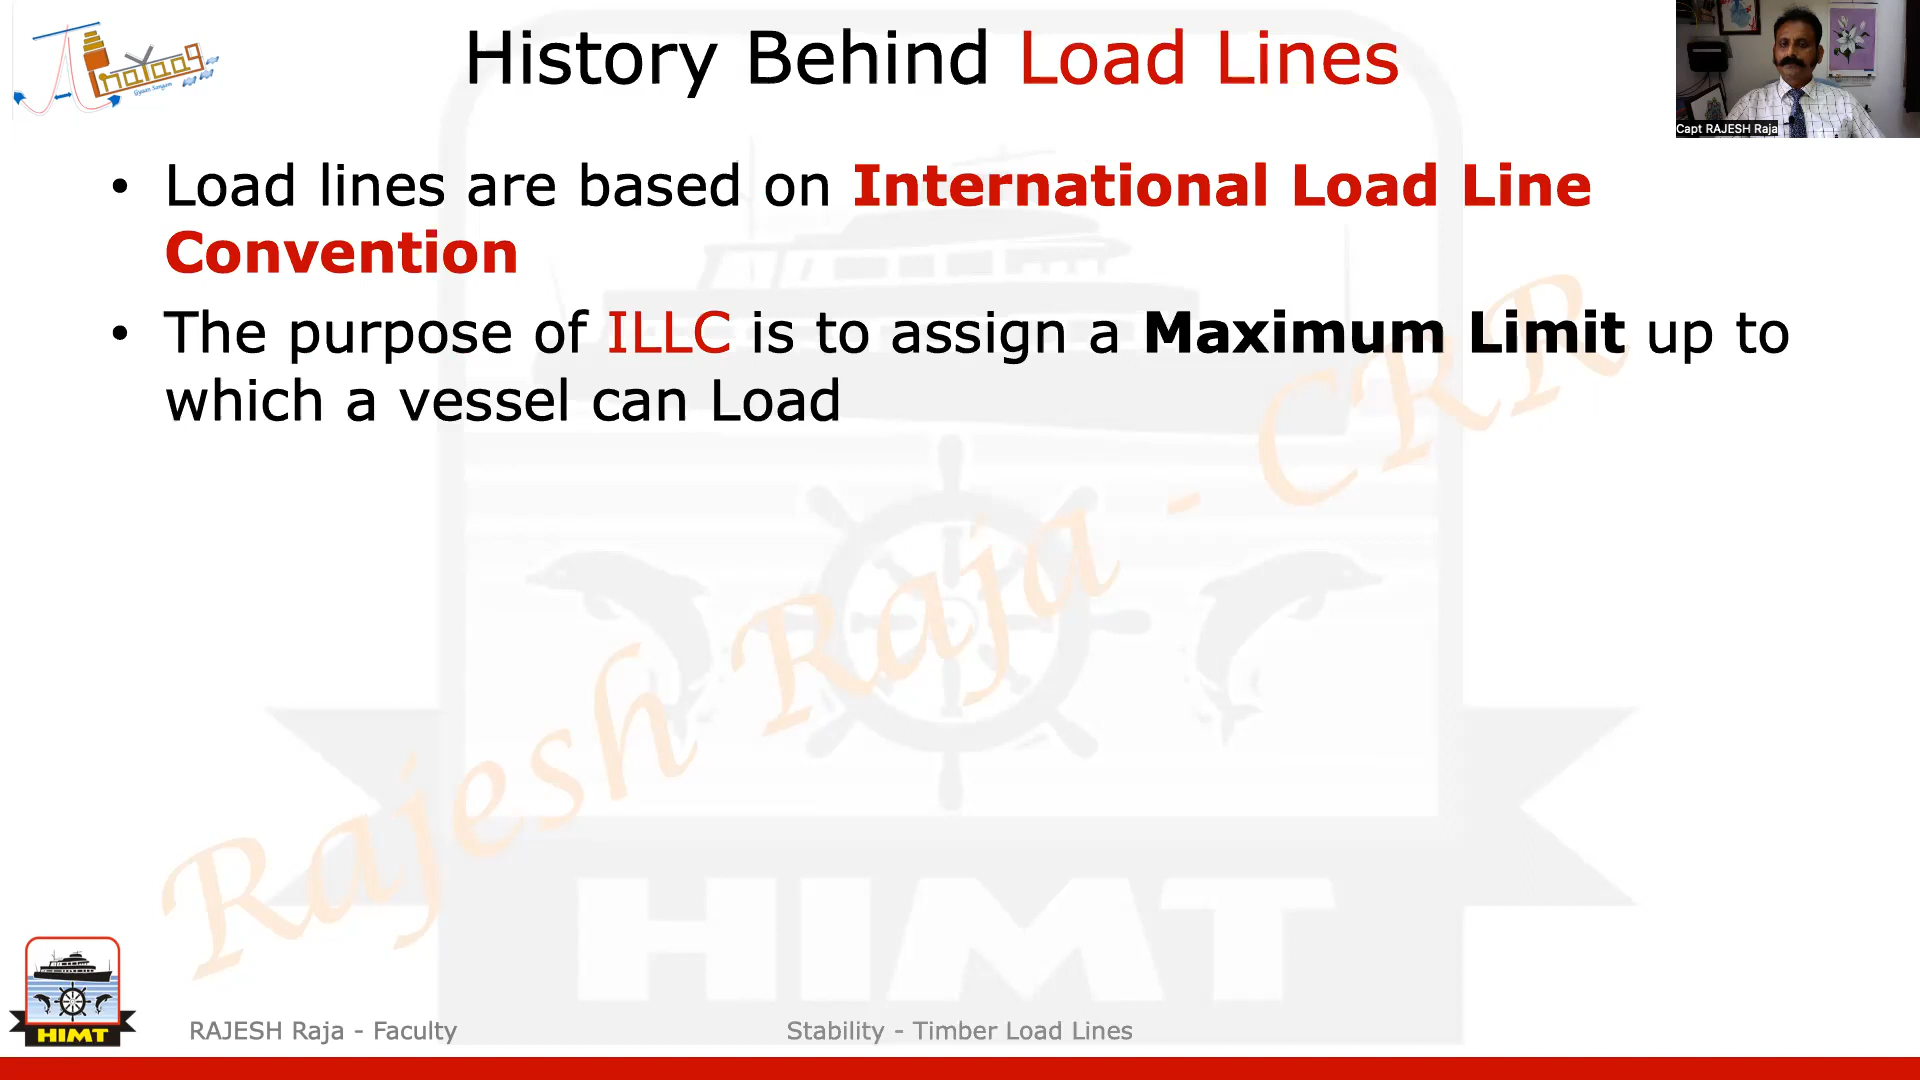 History Behind Load Lines
Capt RAJESH Raja
• Load lines are based on International Load Line
Convention
• The purpose of ILLC is to assign a Maximum Limit up to
which a vessel can Load
Rajesh Raja - CRR
HIMT
HIMT
RAJESH Raja - Faculty
Stability - Timber Load Lines